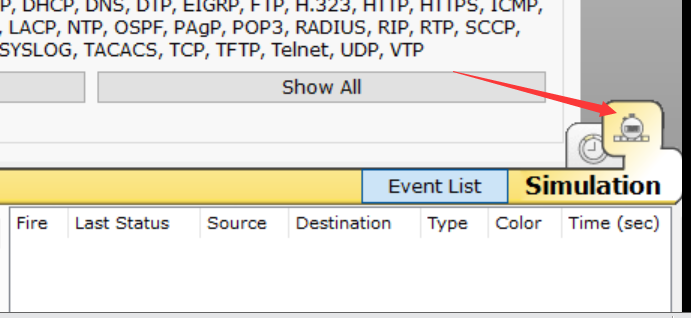 P, DHCP, DNS, DTP, EIGRP, FTP, H.323, HTTP, HTTPS, ICMP,
, LACP, NTP, OSPF, PAgP, POP3, RADIUS, RIP, RTP, SCCP,
SYSLOG, TACACS, TCP, TFTP, Telnet, UDP, VTP
Show All
Event List Simulation
Fire Last Status Source Destination Type Color Time (sec)